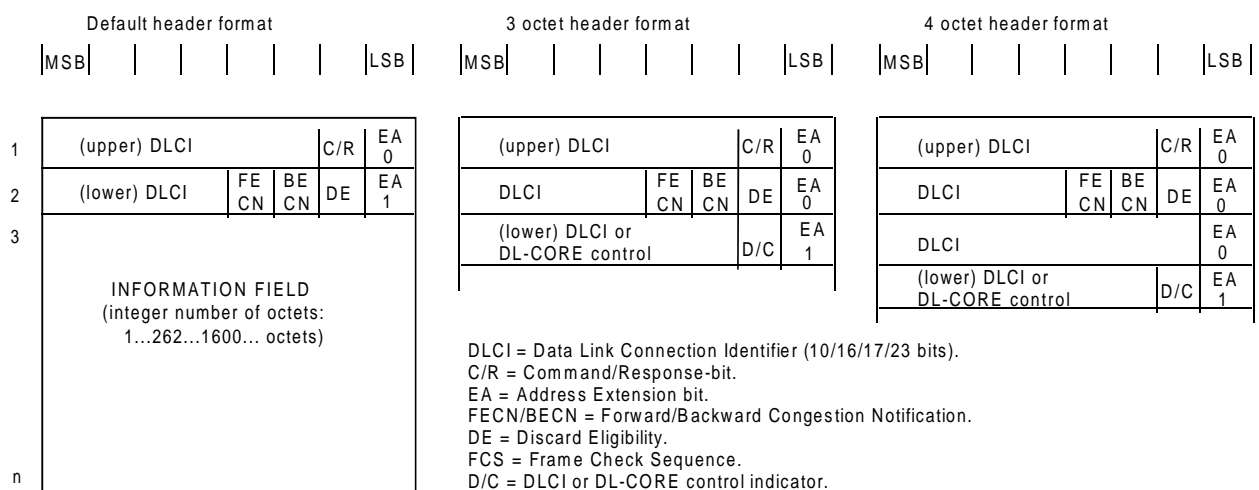 Default header format
3 octet header format
4 octet header format
MSB LSB
MSB LSB
MSB LSB
1 (upper) DLCI C/R EA 0
2 (lower) DLCI FE CN BE CN DE EA 1
3
INFORMATION FIELD
(integer number of octets:
1...262...1600... octets)
n
(upper) DLCI C/R EA 0
DLCI FE CN BE CN DE EA 0
(lower) DLCI or
DL-CORE control D/C EA 1
(upper) DLCI C/R EA 0
DLCI FE CN BE CN DE EA 0
DLCI EA 0
(lower) DLCI or
DL-CORE control D/C EA 1
DLCI = Data Link Connection Identifier (10/16/17/23 bits).
C/R = Command/Response-bit.
EA = Address Extension bit.
FECN/BECN = Forward/Backward Congestion Notification.
DE = Discard Eligibility.
FCS = Frame Check Sequence.
D/C = DLCI or DL-CORE control indicator.